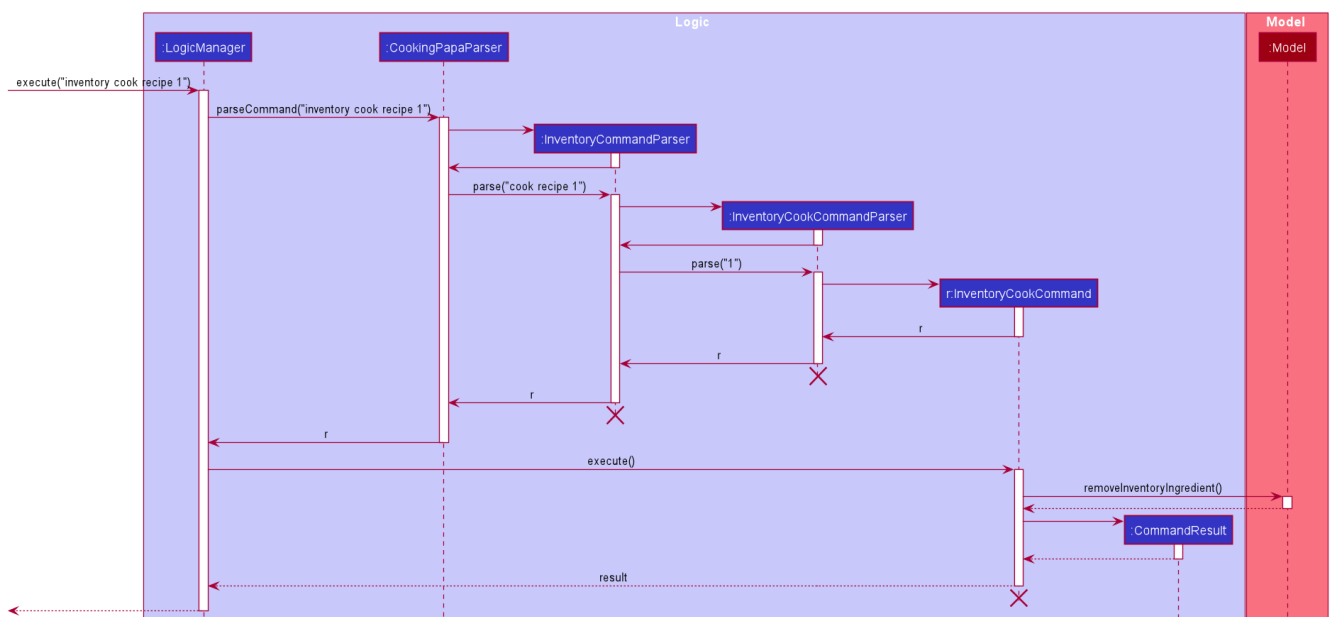 Logic
Model
:LogicManager
:CookingPapaParser
:Model
execute("inventory cook recipe 1")
parseCommand("inventory cook recipe 1")
:InventoryCommandParser
parse("cook recipe 1")
:InventoryCookCommandParser
parse("1")
r:InventoryCookCommand
r
r
r
r
execute()
removeInventoryIngredient()
:CommandResult
result